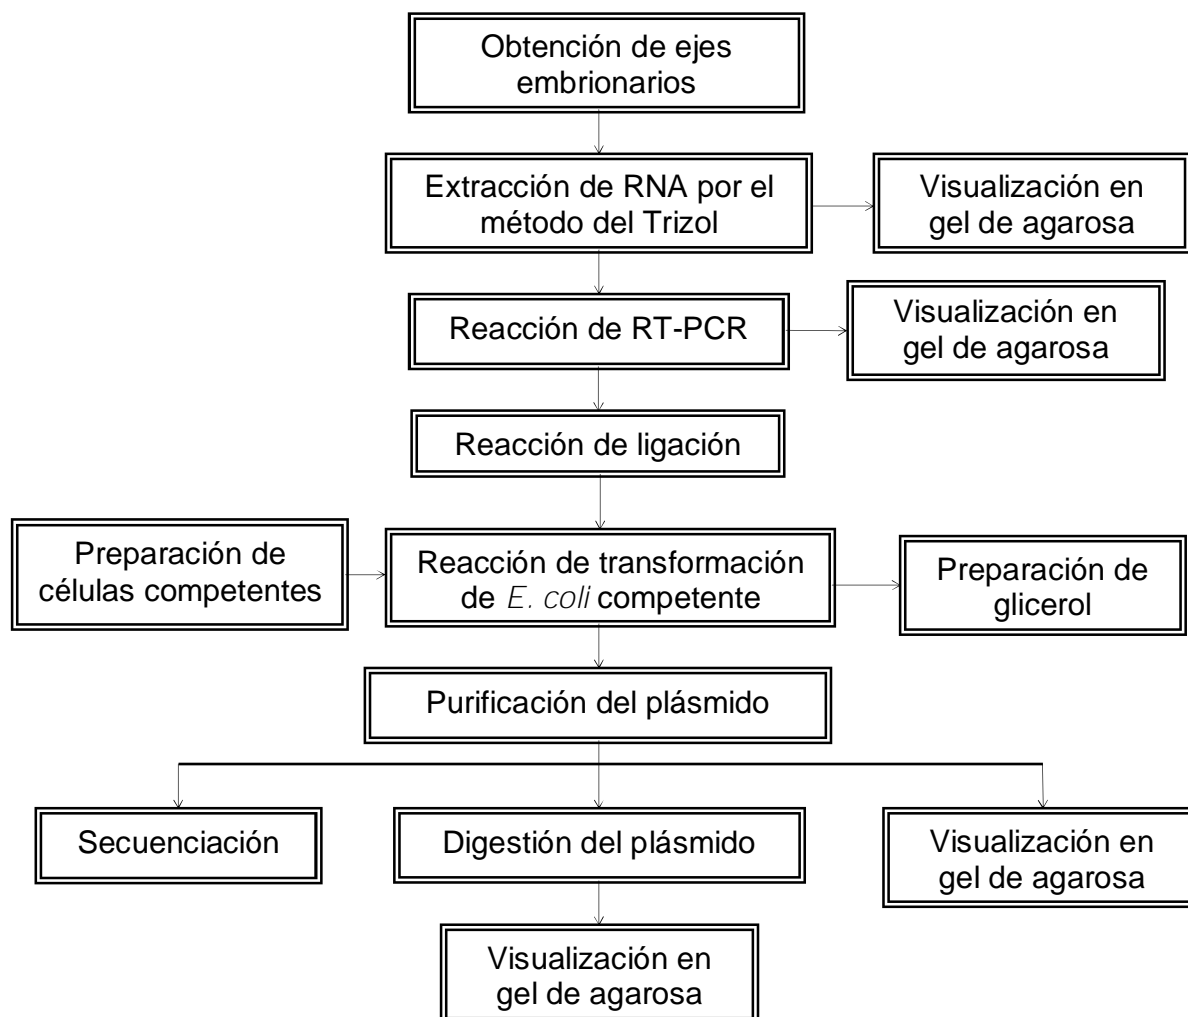 Obtención de ejes
embrionarios
Extracción de RNA por el
método del Trizol
Visualización en
gel de agarosa
Reacción de RT-PCR
Visualización en
gel de agarosa
Reacción de ligación
Preparación de
células competentes
Reacción de transformación
de E. coli competente
Preparación de
glicerol
Purificación del plásmido
Secuenciación
Digestión del plásmido
Visualización en
gel de agarosa
Visualización en
gel de agarosa